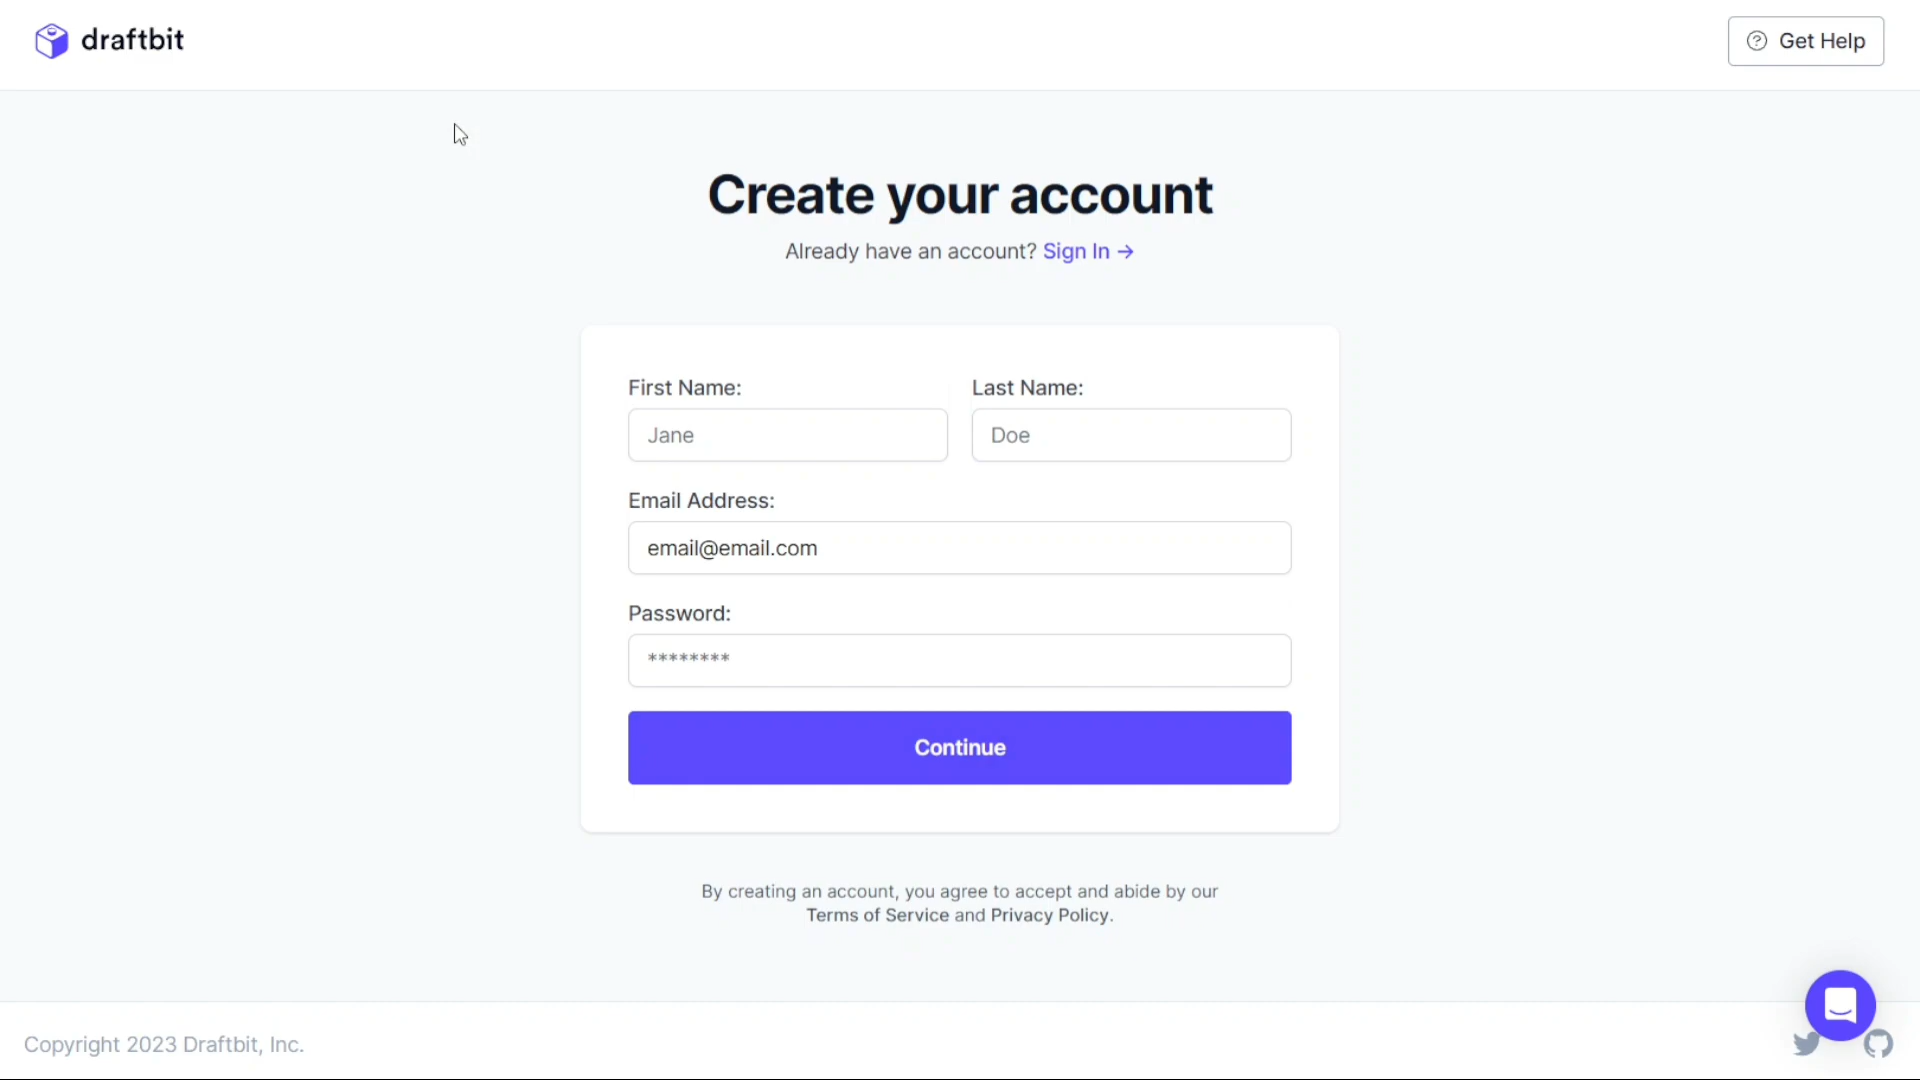 draftbit
Get Help
Create your account
Already have an account? Sign In →
First Name:
Last Name:
Jane
Doe
Email Address:
email@email.com
Password:
********
Continue
By creating an account, you agree to accept and abide by our
Terms of Service and Privacy Policy.
Copyright 2023 Draftbit, Inc.